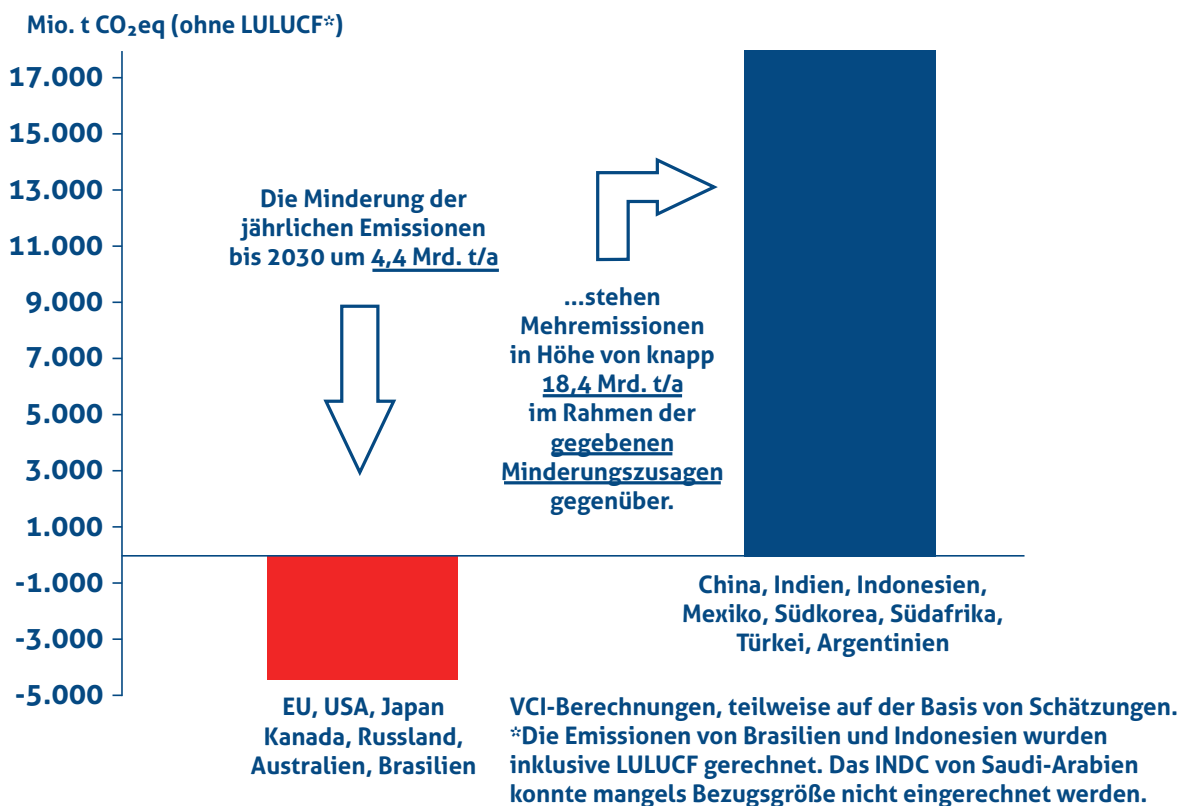 Mio. t CO₂eq (ohne LULUCF*)
17.000
15.000
13.000
11.000
9.000
7.000
5.000
3.000
1.000
-1.000
-3.000
-5.000
Die Minderung der
jährlichen Emissionen
bis 2030 um 4,4 Mrd. t/a
...stehen
Mehremissionen
in Höhe von knapp
18,4 Mrd. t/a
im Rahmen der
gegebenen
Minderungszusagen
gegenüber.
EU, USA, Japan
Kanada, Russland,
Australien, Brasilien
China, Indien, Indonesien,
Mexiko, Südkorea, Südafrika,
Türkei, Argentinien
VCI-Berechnungen, teilweise auf der Basis von Schätzungen.
*Die Emissionen von Brasilien und Indonesien wurden
inklusive LULUCF gerechnet. Das INDC von Saudi-Arabien
konnte mangels Bezugsgröße nicht eingerechnet werden.